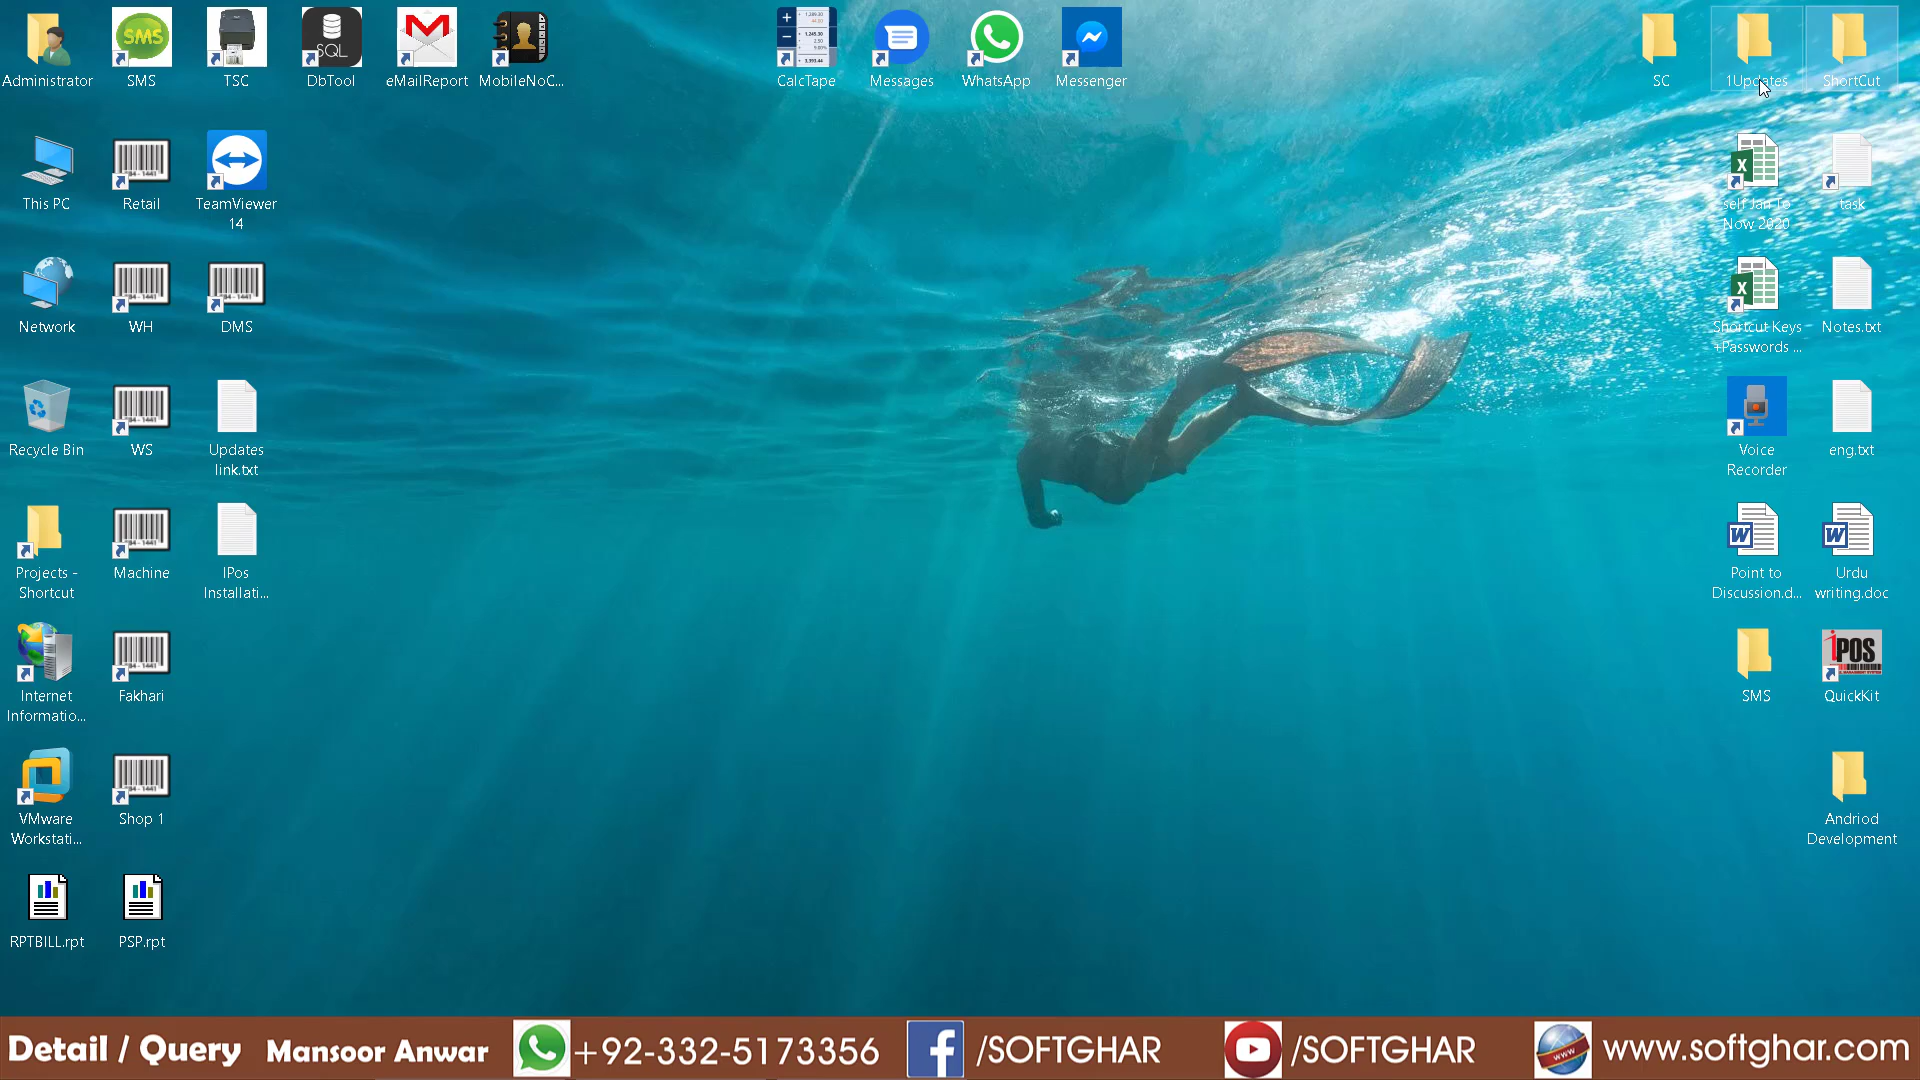 Administrator
SMS
TSC
SQL
DbTool
eMailReport
MobileNoC...
CalcTape
Messages
WhatsApp
Messenger
SC
1Updates
ShortCut
This PC
Retail
TeamViewer
14
self Jan To
Now 2020
task
Network
WH
DMS
Shortcut Keys
+Passwords ...
Notes.txt
Recycle Bin
WS
Updates
link.txt
Voice
Recorder
eng.txt
Projects -
Shortcut
Machine
IPos
Installati...
Point to
Discussion.d...
Urdu
writing.doc
Internet
Informatio...
Fakhari
SMS
iPOS
QuickKit
VMware
Workstati...
Shop 1
Andriod
Development
RPTBILL.rpt
PSP.rpt
Detail / Query Mansoor Anwar +92-332-5173356 /SOFTGHAR /SOFTGHAR www.softghar.com